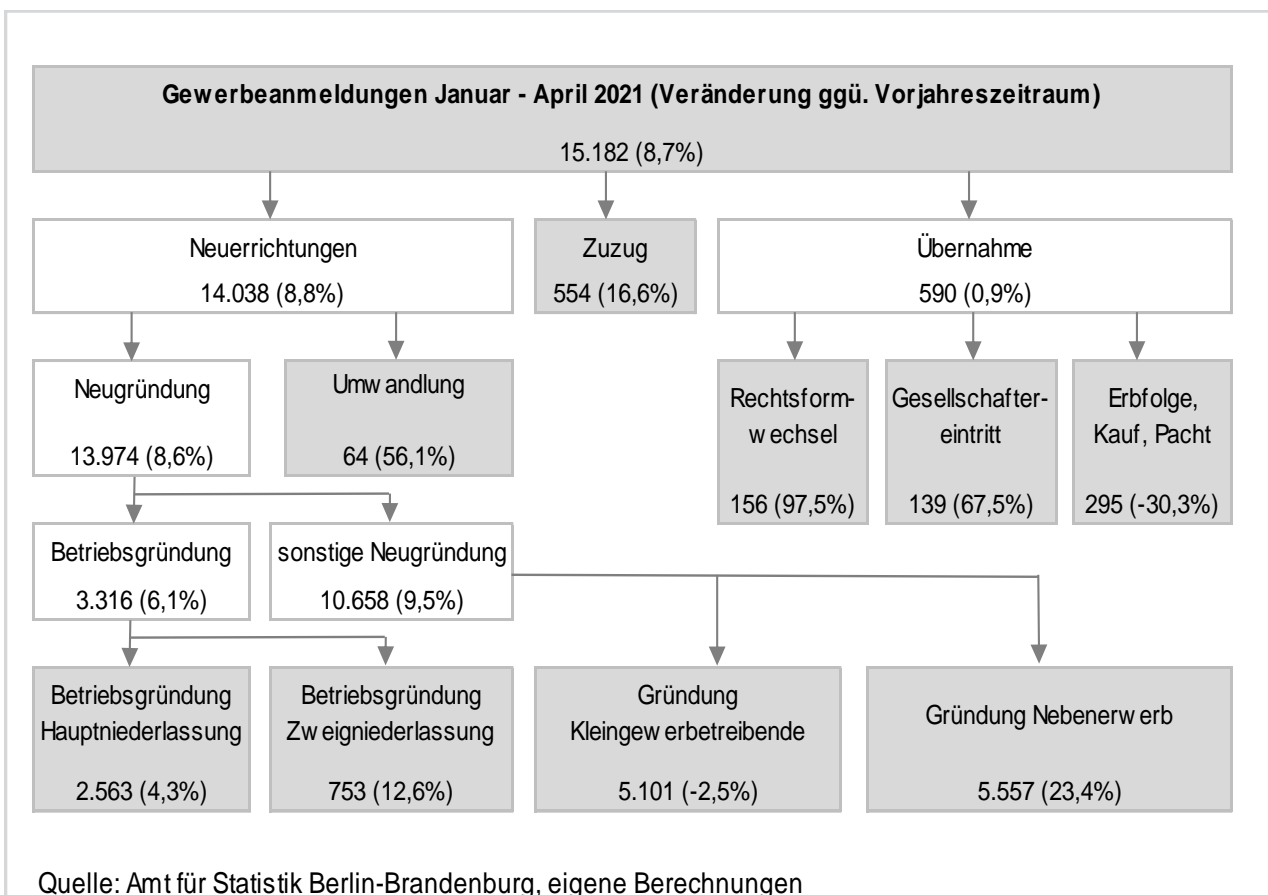 Gewerbeanmeldungen Januar - April 2021 (Veränderung ggü. Vorjahreszeitraum)
15.182 (8,7%)
Neuerrichtungen
14.038 (8,8%)
Zuzug
554 (16,6%)
Übernahme
590 (0,9%)
Neugründung
13.974 (8,6%)
Umwandlung
64 (56,1%)
Rechtsform-
wechsel
156 (97,5%)
Gesellschafter-
eintritt
139 (67,5%)
Erbfolge,
Kauf, Pacht
295 (-30,3%)
Betriebsgründung
3.316 (6,1%)
sonstige Neugründung
10.658 (9,5%)
Betriebsgründung
Hauptniederlassung
2.563 (4,3%)
Betriebsgründung
Zweigniederlassung
753 (12,6%)
Gründung
Kleingewerbetreibende
5.101 (-2,5%)
Gründung Nebenerwerb
5.557 (23,4%)
Quelle: Amt für Statistik Berlin-Brandenburg, eigene Berechnungen